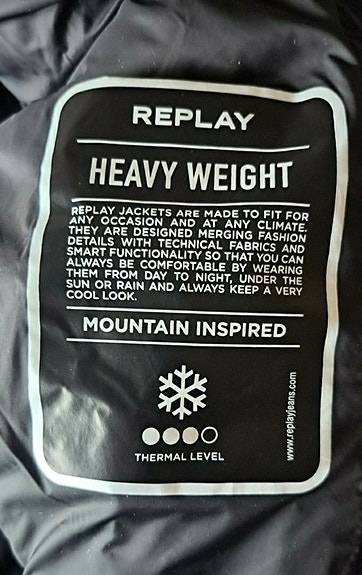 REPLAY
HEAVY WEIGHT
REPLAY JACKETS ARE MADE TO FIT FOR
ANY OCCASION AND AT ANY CLIMATE.
THEY ARE DESIGNED MERGING FASHION
DETAILS WITH TECHNICAL FABRICS AND
SMART FUNCTIONALITY SO THAT YOU CAN
ALWAYS BE COMFORTABLE BY WEARING
THEM FROM DAY TO NIGHT, UNDER THE
SUN OR RAIN AND ALWAYS KEEP A VERY
COOL LOOK.
MOUNTAIN INSPIRED
THERMAL LEVEL
www.replayjeans.com